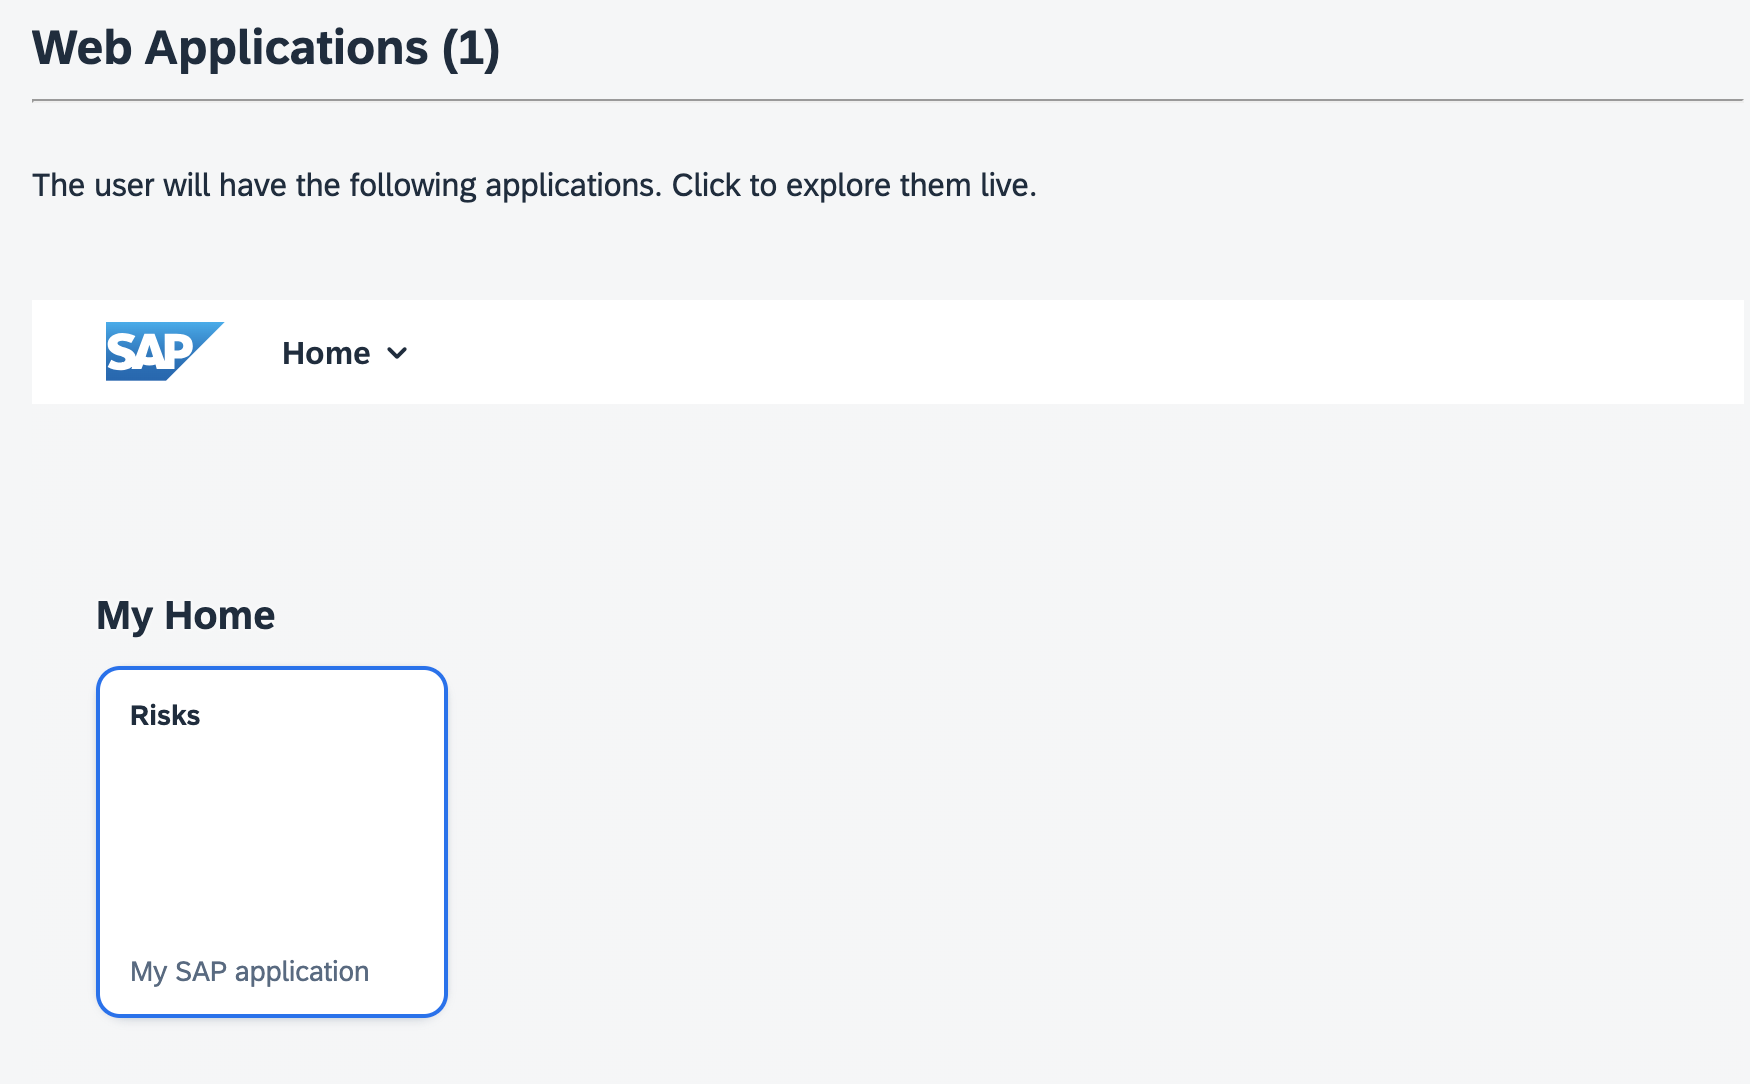 Web Applications (1)
The user will have the following applications. Click to explore them live.
SAP Home
My Home
Risks
My SAP application